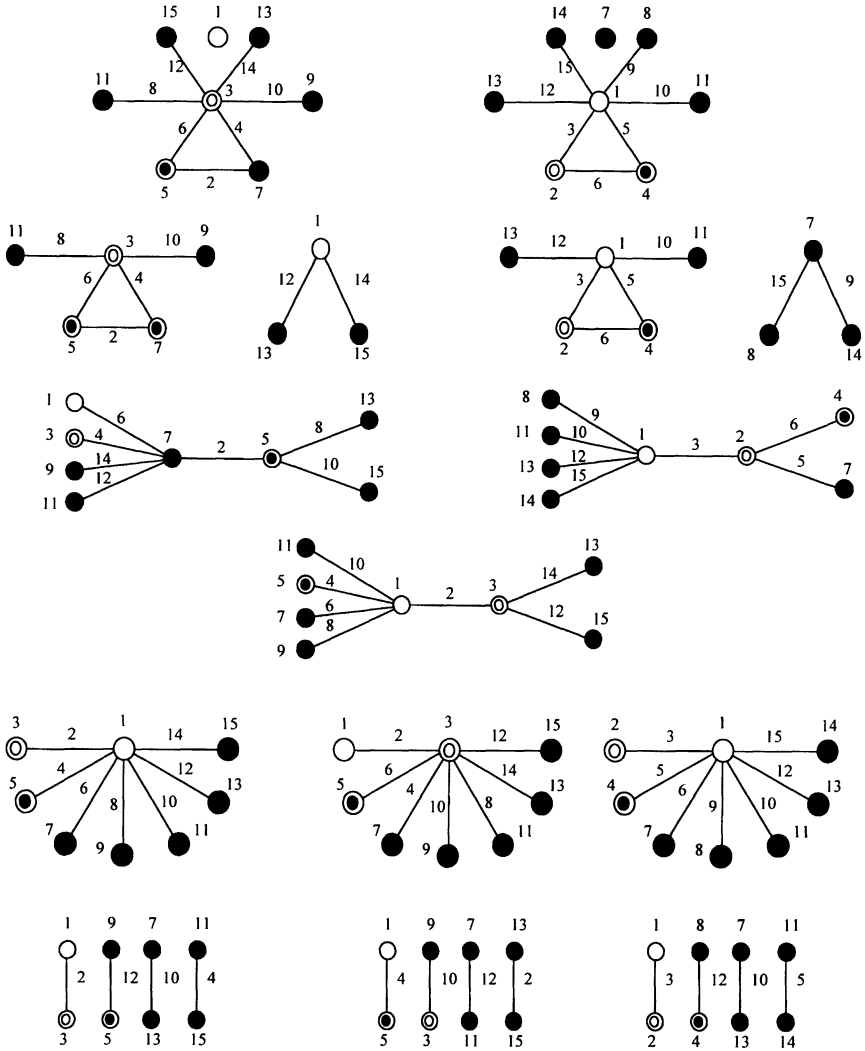 15 1 13 14 7 8
12 14 15 9
11 8 3 10 9 13 12 1 10 11
6 4 3 5
5 2 7 2 6 4
11 8 3 10 9 1 13 12 1 10 11 7
6 4 12 14 3 5 15 9
5 2 7 13 15 2 6 4 8 14
1 6 13 8 9 4
3 4 7 2 5 8 11 10 1 3 2 6
9 14 10 13 12 5
11 12 15 14 15 7
11 10 13
5 4 1 2 3 14
7 6 12
9 8 15
3 2 1 14 15 1 2 3 12 15 2 3 1 15 14
5 4 12 5 6 14 4 5 12
7 6 8 10 13 7 4 10 8 13 7 6 9 10 13
9 11 9 11 8 11
1 9 7 11 1 9 7 13 1 8 7 11
2 12 10 4 4 10 12 2 3 12 10 5
3 5 13 15 5 3 11 15 2 4 13 14